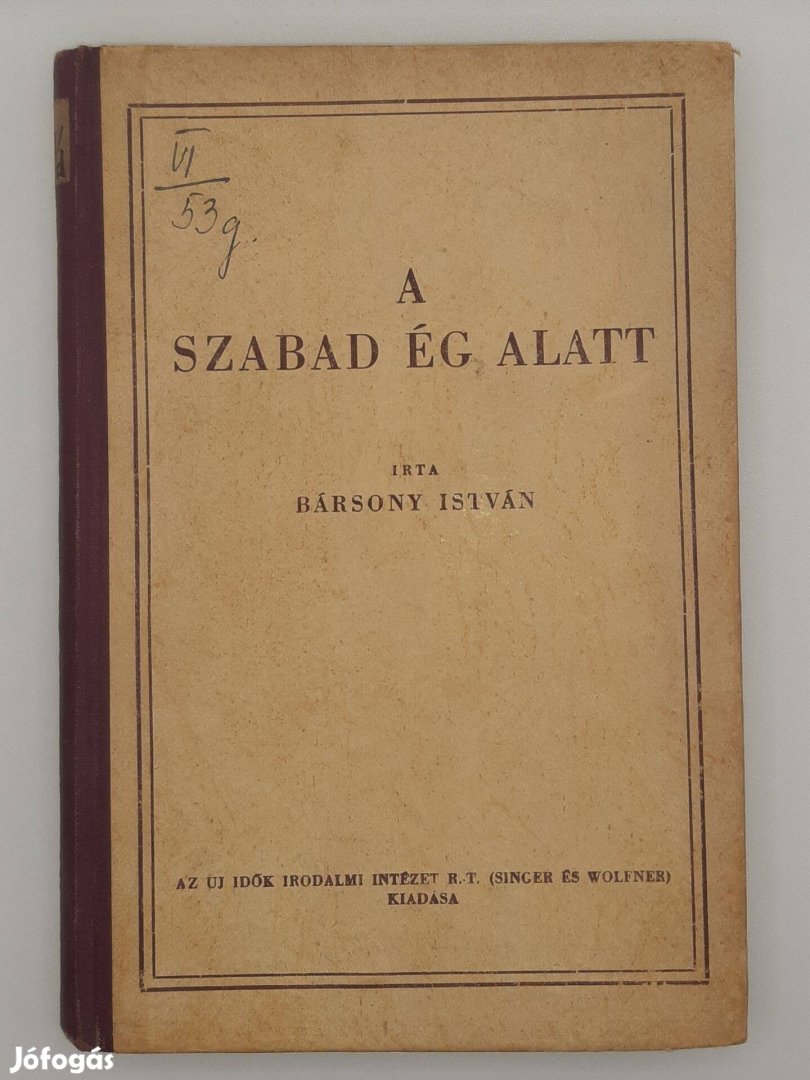 VI
53g.
A
SZABAD ÉG ALATT
IRTA
BÁRSONY ISTVÁN
AZ UJ IDŐK IRODALMI INTÉZET R.-T. (SINGER ÉS WOLFNER)
KIADÁSA
Jófogás